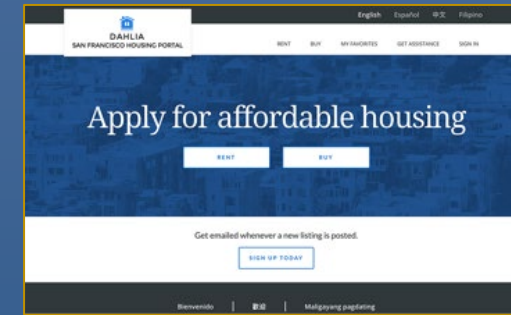 English Español 中文 Filipino
DAHLIA
SAN FRANCISCO HOUSING PORTAL
RENT BUY MY FAVORITES GET ASSISTANCE SIGN IN
Apply for affordable housing
RENT BUY
Get emailed whenever a new listing is posted.
SIGN UP TODAY
Bienvenido | 歡迎 | Maligayang pagdating